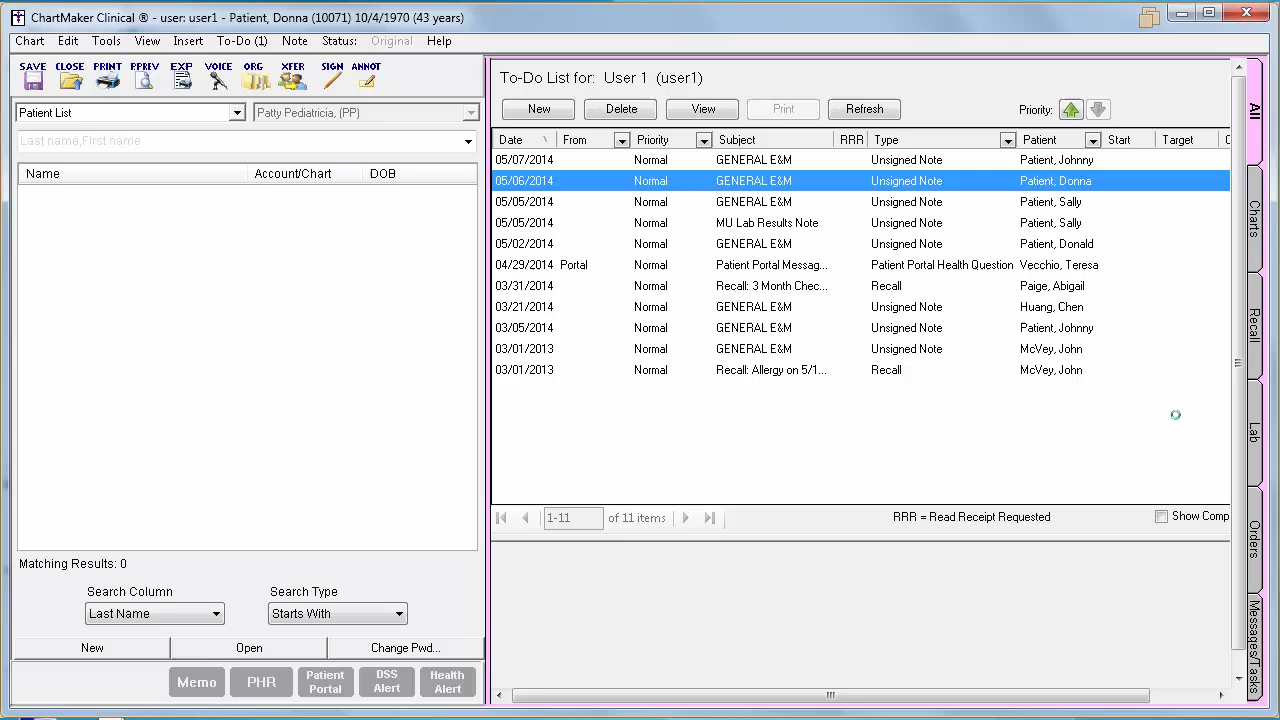 ChartMaker Clinical ® - user: user1 - Patient, Donna (10071) 10/4/1970 (43 years)
Chart Edit Tools View Insert To-Do (1) Note Status: Original Help
SAVE CLOSE PRINT PPREV EXP VOICE ORG XFER SIGN ANNOT
Patient List Patty Pediatricia, (PP)
Last name,First name
Name Account/Chart DOB
Matching Results: 0
Search Column Search Type
Last Name Starts With
New Open Change Pwd...
Memo PHR Patient Portal DSS Alert Health Alert
To-Do List for: User 1 (user1)
New Delete View Print Refresh Priority:
Date From Priority Subject RRR Type Patient Start Target C
05/07/2014 Normal GENERAL E&M Unsigned Note Patient, Johnny
05/06/2014 Normal GENERAL E&M Unsigned Note Patient, Donna
05/05/2014 Normal GENERAL E&M Unsigned Note Patient, Sally
05/05/2014 Normal MU Lab Results Note Unsigned Note Patient, Sally
05/02/2014 Normal GENERAL E&M Unsigned Note Patient, Donald
04/29/2014 Portal Normal Patient Portal Messag... Patient Portal Health Question Vecchio, Teresa
03/31/2014 Normal Recall: 3 Month Chec... Recall Paige, Abigail
03/21/2014 Normal GENERAL E&M Unsigned Note Huang, Chen
03/05/2014 Normal GENERAL E&M Unsigned Note Patient, Johnny
03/01/2013 Normal GENERAL E&M Unsigned Note McVey, John
03/01/2013 Normal Recall: Allergy on 5/1... Recall McVey, John
1-11 of 11 items RRR = Read Receipt Requested Show Comp
All
Charts
Recall
Lab
Orders
Messages/Tasks